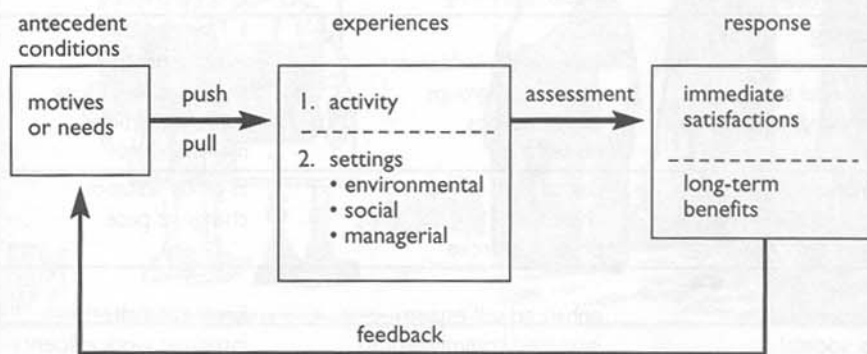 antecedent
conditions
experiences
response
motives
or needs
push
pull
1. activity
2. settings
• environmental
• social
• managerial
assessment
immediate
satisfactions
long-term
benefits
feedback